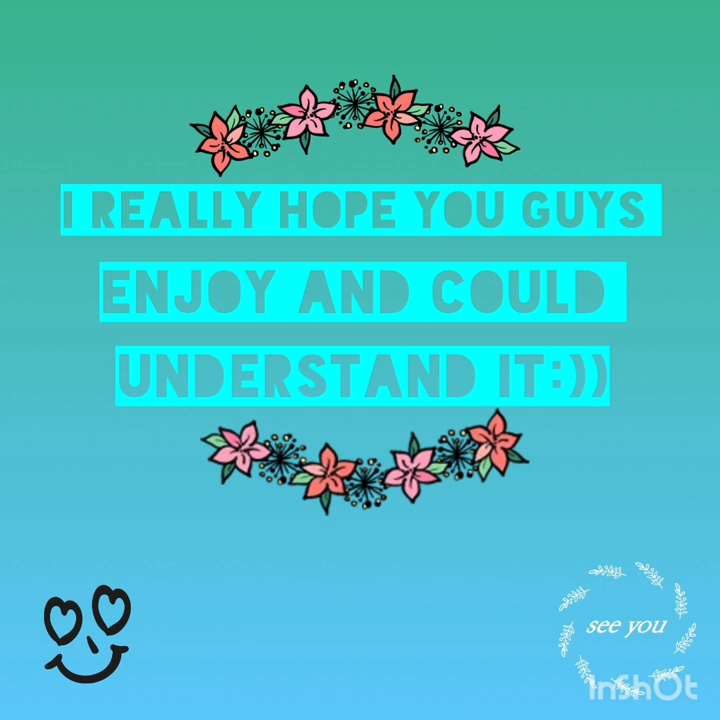 I REALLY HOPE YOU GUYS
ENJOY AND COULD
UNDERSTAND IT:))
see you
InShOt